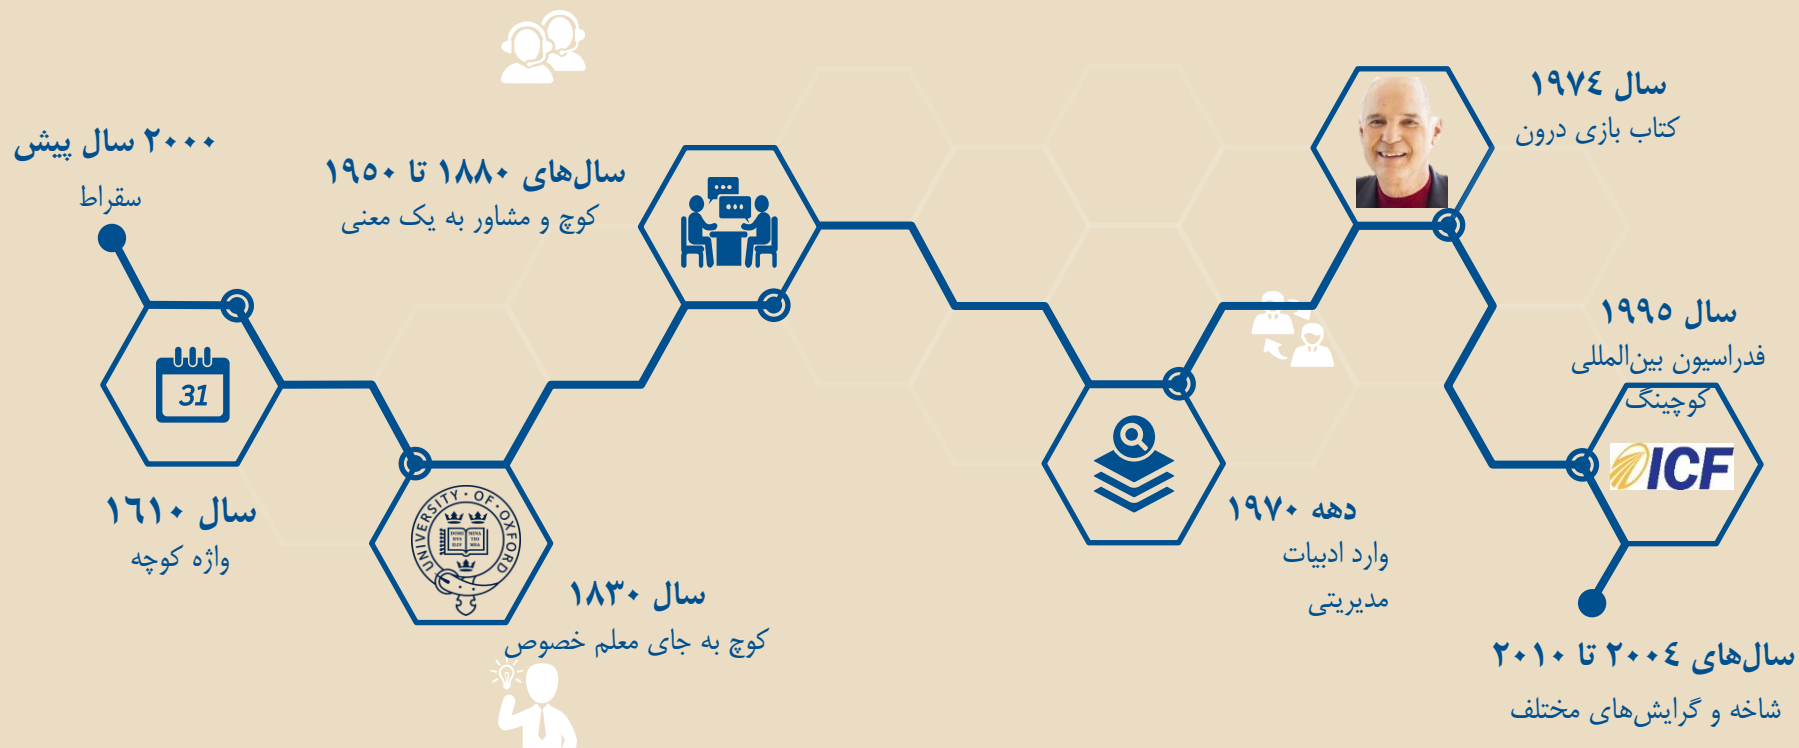 ۲۰۰۰ سال پیش
سقراط
31
سال ۱۶۱۰
واژه کوچه
UNIVERSITY · OF · OXFORD
سال ۱۸۳۰
کوچ به جای معلم خصوص
سال‌های ۱۸۸۰ تا ۱۹۵۰
کوچ و مشاور به یک معنی
دهه ۱۹۷۰
وارد ادبیات
مدیریتی
سال ۱۹۷٤
کتاب بازی درون
سال ۱۹۹٥
فدراسیون بین‌المللی
کوچینگ
ICF
سال‌های ۲۰۰٤ تا ۲۰۱۰
شاخه و گرایش‌های مختلف